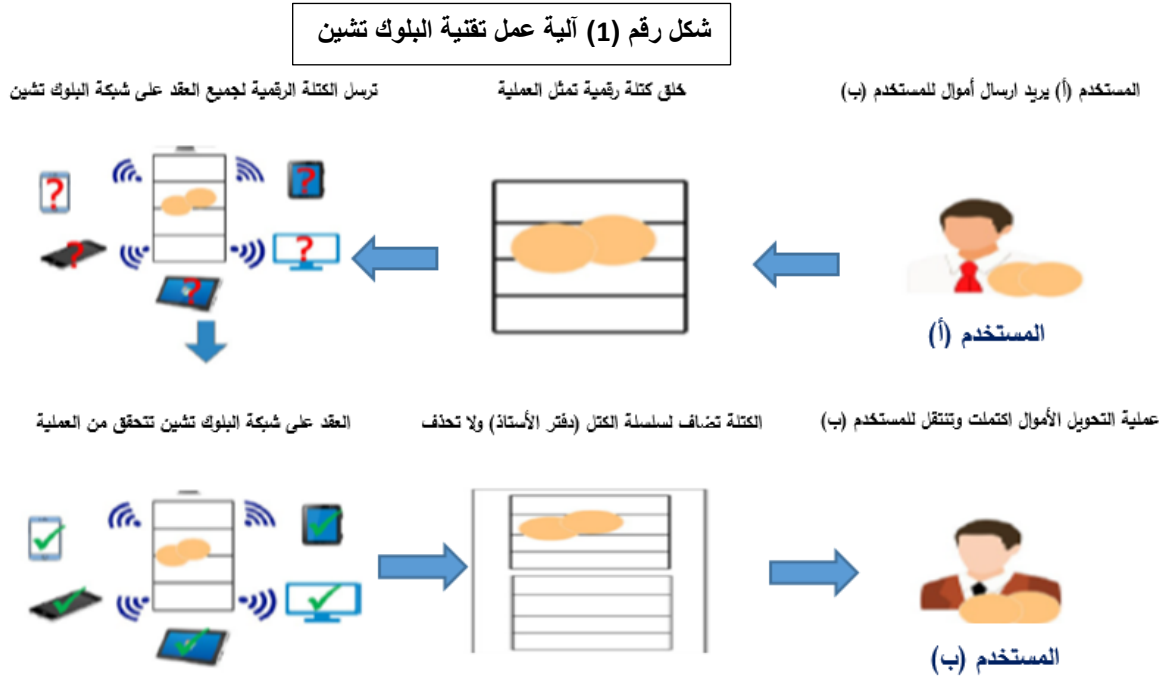 شكل رقم (1) آلية عمل تقنية البلوك تشين
المستخدم (أ) يريد ارسال أموال للمستخدم (ب)
خلق كتلة رقمية تمثل العملية
ترسل الكتلة الرقمية لجميع العقد على شبكة البلوك تشين
?
?
?
?
?
المستخدم (أ)
العقد على شبكة البلوك تشين تتحقق من العملية
الكتلة تضاف لسلسلة الكتل (دفتر الأستاذ) ولا تحذف
عملية التحويل الأموال اكتملت وتنتقل للمستخدم (ب)
المستخدم (ب)